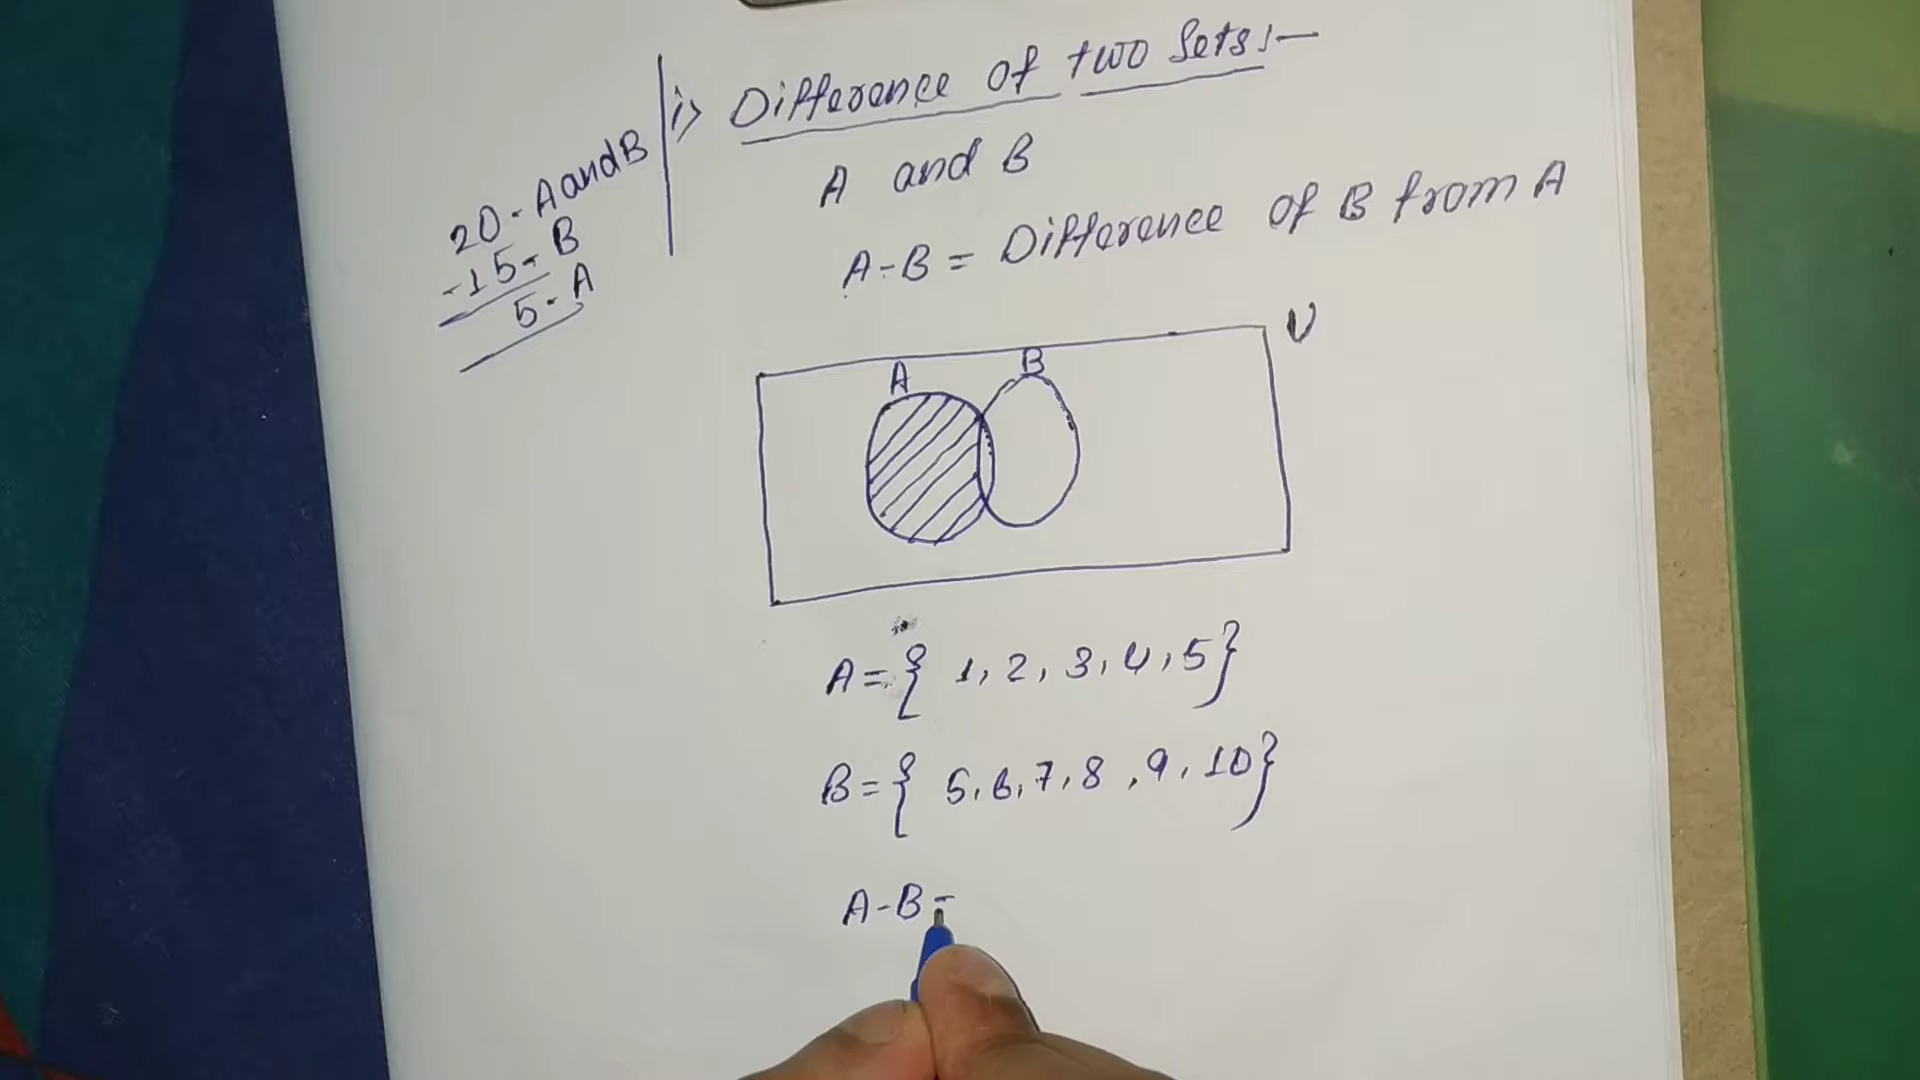 i> Difference of two Sets:-
20 - A and B
- 15 - B
5 - A
A and B
A - B = Difference of B from A
U
A
B
A = { 1, 2, 3, 4, 5}
B = { 5, 6, 7, 8, 9, 10}
A - B =